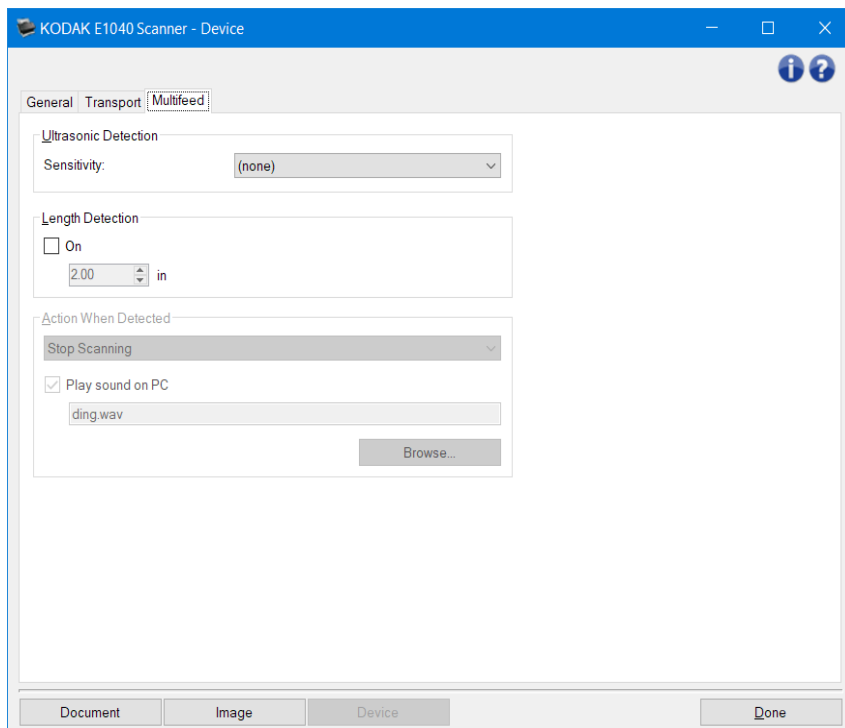 KODAK E1040 Scanner - Device
General Transport Multifeed
Ultrasonic Detection
Sensitivity: (none)
Length Detection
On
2.00 in
Action When Detected
Stop Scanning
Play sound on PC
ding.wav
Browse...
Document Image Device Done